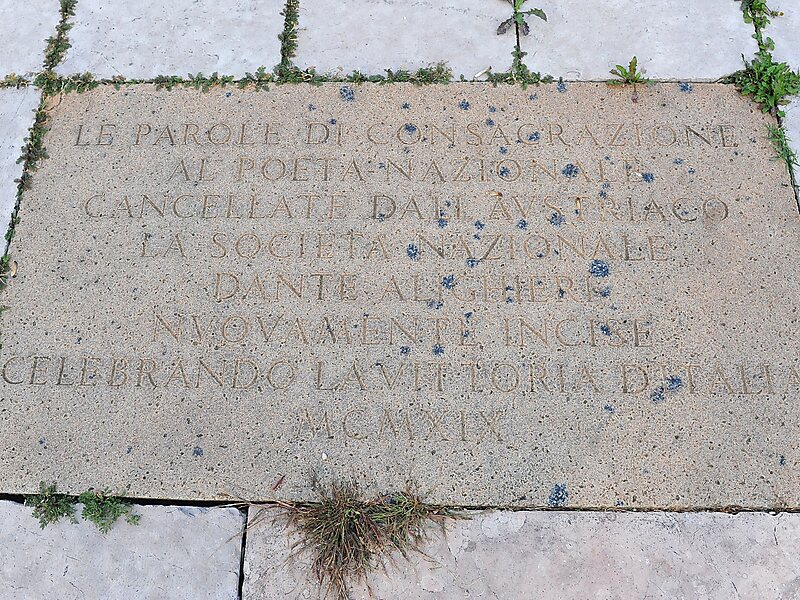 LE PAROLE DI CONSACRAZIONE
AL POETA NAZIONALE
CANCELLATE DALL'AVSTRIACO
LA SOCIETÀ NAZIONALE
DANTE ALIGHIERI
NVOVAMENTE INCISE
CELEBRANDO LA VITTORIA D'ITALIA
MCMXIX